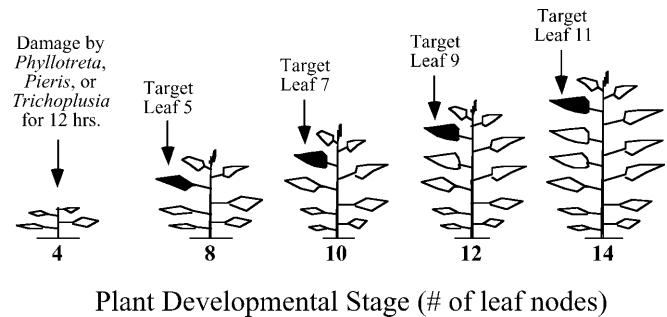 Damage by
Phyllotreta,
Pieris, or
Trichoplusia
for 12 hrs.
Target
Leaf 5
Target
Leaf 7
Target
Leaf 9
Target
Leaf 11
4
8
10
12
14
Plant Developmental Stage (# of leaf nodes)